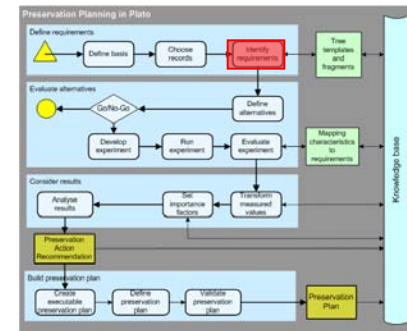 Preservation Planning in Plato
Define requirements
Define basis
Choose
records
Identify
requirements
Tree
templates
and
fragments
Evaluate alternatives
Go/No-Go
Define
alternatives
Develop
experiment
Run
experiment
Evaluate
experiment
Mapping
characteristics
to
requirements
Knowledge base
Consider results
Analyse
results
Set
importance
factors
Transform
measured
values
Preservation
Action
Recommendation
Build preservation plan
Create
executable
preservation plan
Define
preservation
plan
Validate
preservation
plan
Preservation
Plan